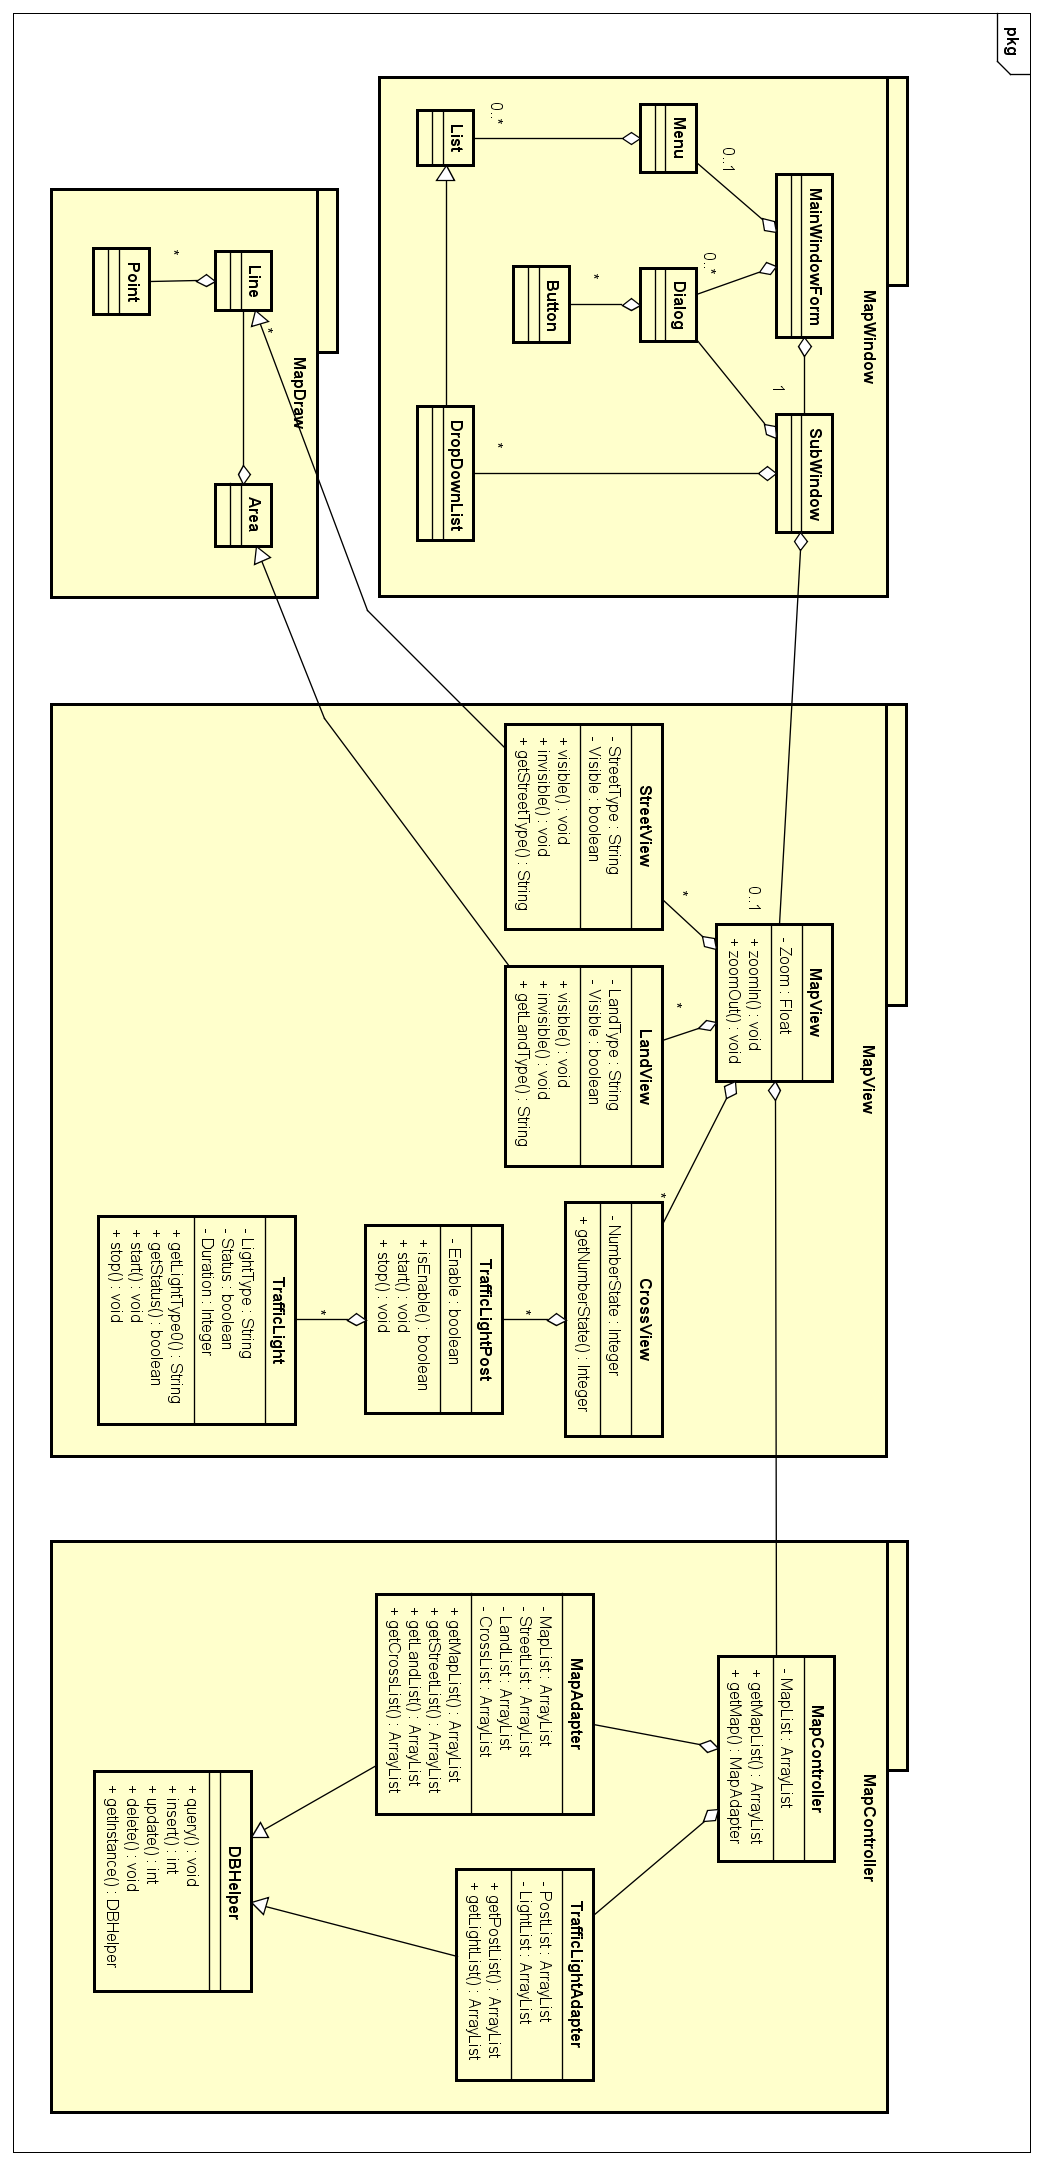 pkg
MapWindow
MainWindowForm
SubWindow
1
0..1
0..*
Menu
Dialog
Button
*
List
0..*
DropDownList
*
MapDraw
Line
*
Area
Point
*
MapView
MapView
- Zoom : Float
+ zoomIn() : void
+ zoomOut() : void
0..1
*
*
*
StreetView
- StreetType : String
- Visible : boolean
+ visible() : void
+ invisible() : void
+ getStreetType() : String
LandView
- LandType : String
- Visible : boolean
+ visible() : void
+ invisible() : void
+ getLandType() : String
CrossView
- NumberState : Integer
+ getNumberState() : Integer
*
TrafficLightPost
- Enable : boolean
+ isEnable() : boolean
+ start() : void
+ stop() : void
*
TrafficLight
- LightType : String
- Status : boolean
- Duration : Integer
+ getLightType0() : String
+ getStatus() : boolean
+ start() : void
+ stop() : void
MapController
MapController
- MapList : ArrayList
+ getMapList() : ArrayList
+ getMap() : MapAdapter
MapAdapter
- MapList : ArrayList
- StreetList : ArrayList
- LandList : ArrayList
- CrossList : ArrayList
+ getMapList() : ArrayList
+ getStreetList() : ArrayList
+ getLandList() : ArrayList
+ getCrossList() : ArrayList
TrafficLightAdapter
- PostList : ArrayList
- LightList : ArrayList
+ getPostList() : ArrayList
+ getLightList() : ArrayList
DBHelper
+ query() : void
+ insert() : int
+ update() : int
+ delete() : void
+ getInstance() : DBHelper